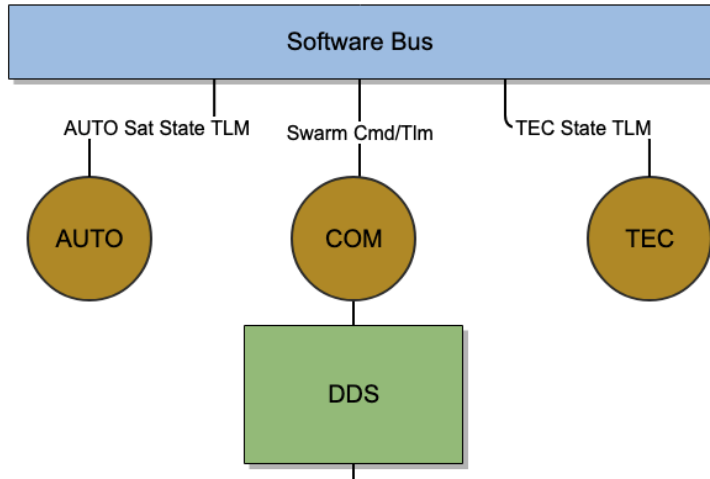 Software Bus
AUTO Sat State TLM
Swarm Cmd/Tlm
TEC State TLM
AUTO
COM
TEC
DDS